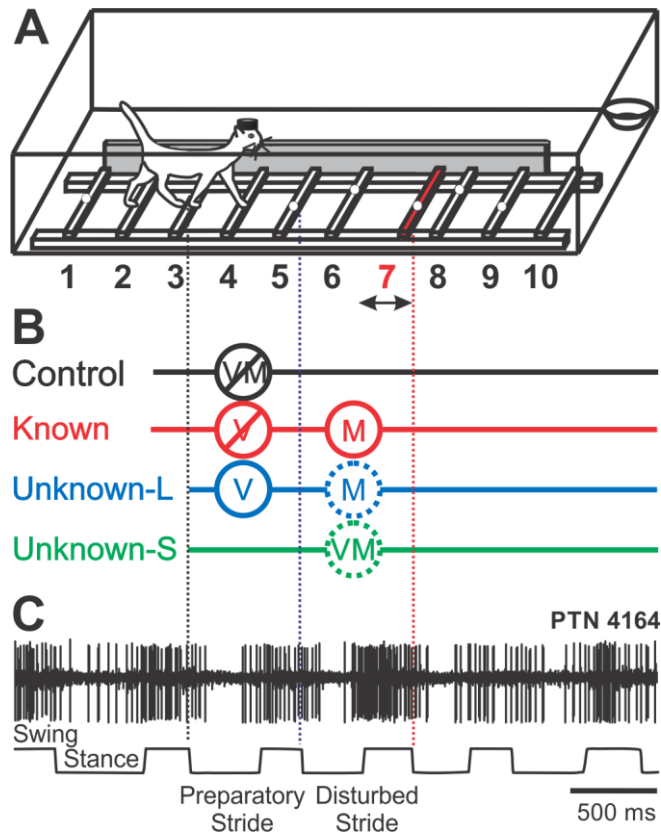 A
1 2 3 4 5 6 7 8 9 10
B
Control VM
Known V M
Unknown-L V M
Unknown-S VM
C
PTN 4164
Swing
Stance
Preparatory Stride
Disturbed Stride
500 ms